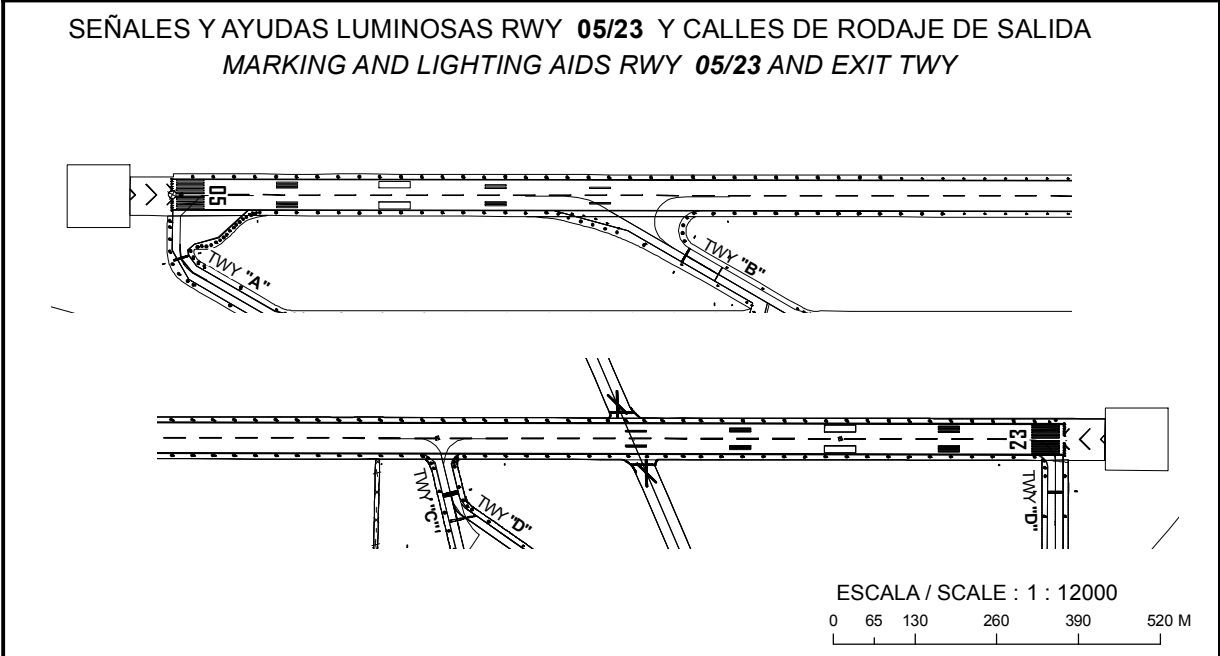 SEÑALES Y AYUDAS LUMINOSAS RWY 05/23 Y CALLES DE RODAJE DE SALIDA
MARKING AND LIGHTING AIDS RWY 05/23 AND EXIT TWY
05
TWY "A"
TWY "B"
23
TWY "C"
TWY "D"
TWY "D"
ESCALA / SCALE : 1 : 12000
0 65 130 260 390 520 M